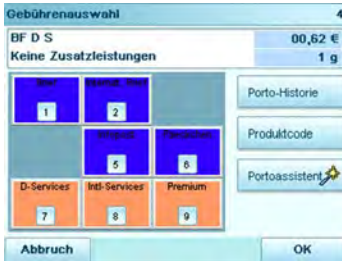 Gebührenauswahl 4
BF D S 00,62 €
Keine Zusatzleistungen 1 g
1 2
5 6
D-Services Intl-Services Premium
7 8 9
Porto-Historie
Produktcode
Portoassistent
Abbruch OK